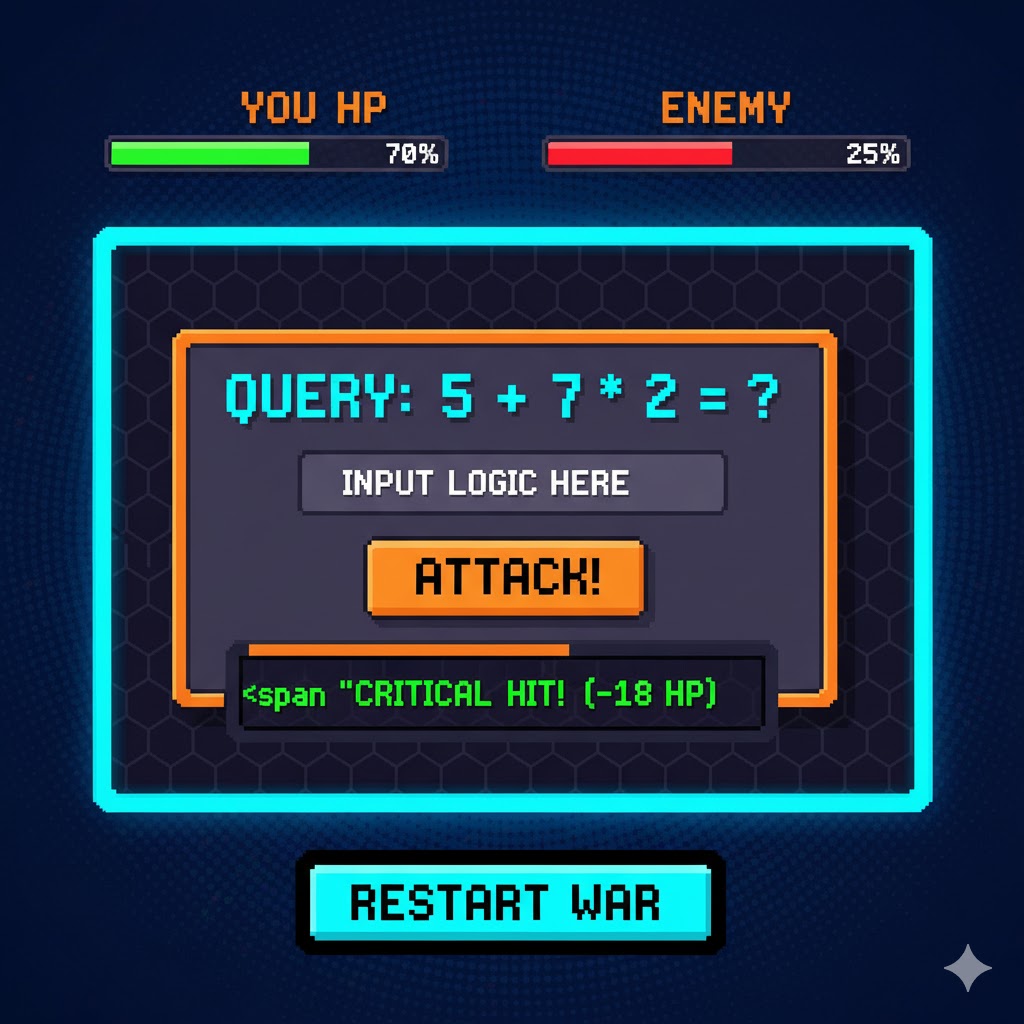 YOU HP
ENEMY
70%
25%
QUERY: 5 + 7 * 2 = ?
INPUT LOGIC HERE
ATTACK!
<span "CRITICAL HIT! (-18 HP)
RESTART WAR